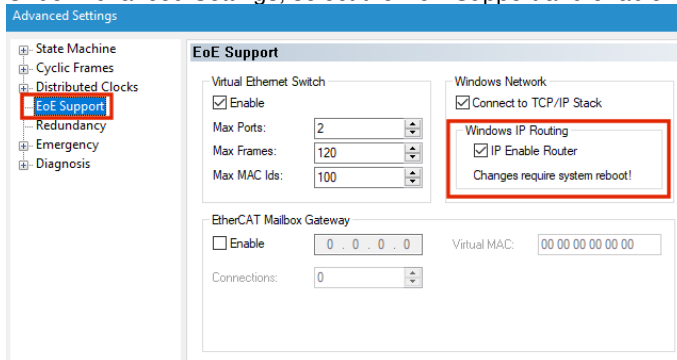 Advanced Settings
State Machine
Cyclic Frames
Distributed Clocks
EoE Support
Redundancy
Emergency
Diagnosis
EoE Support
Virtual Ethernet Switch
Enable
Max Ports: 2
Max Frames: 120
Max MAC Ids: 100
Windows Network
Connect to TCP/IP Stack
Windows IP Routing
IP Enable Router
Changes require system reboot!
EtherCAT Mailbox Gateway
Enable 0 . 0 . 0 . 0 Virtual MAC: 00 00 00 00 00 00
Connections: 0